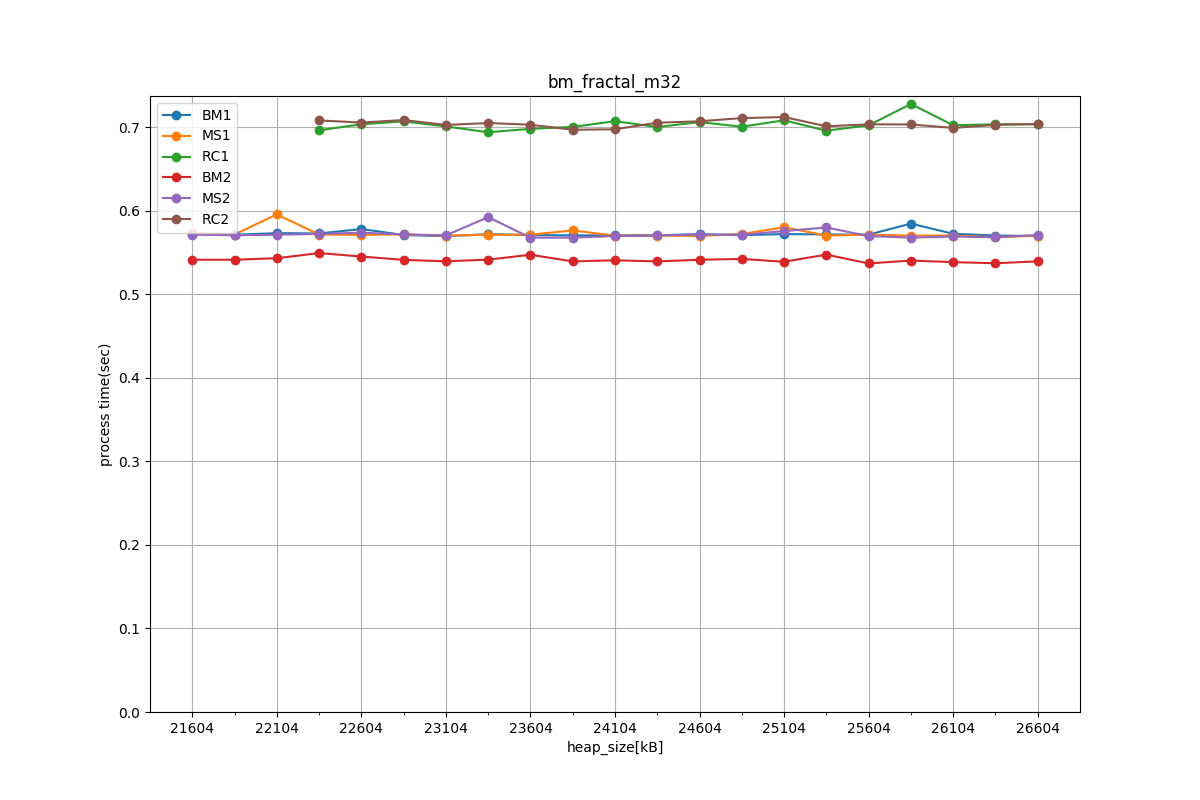 bm_fractal_m32
BM1
MS1
RC1
BM2
MS2
RC2
0.7
0.6
0.5
0.4
0.3
0.2
0.1
0.0
process time(sec)
21604 22104 22604 23104 23604 24104 24604 25104 25604 26104 26604
heap_size[kB]